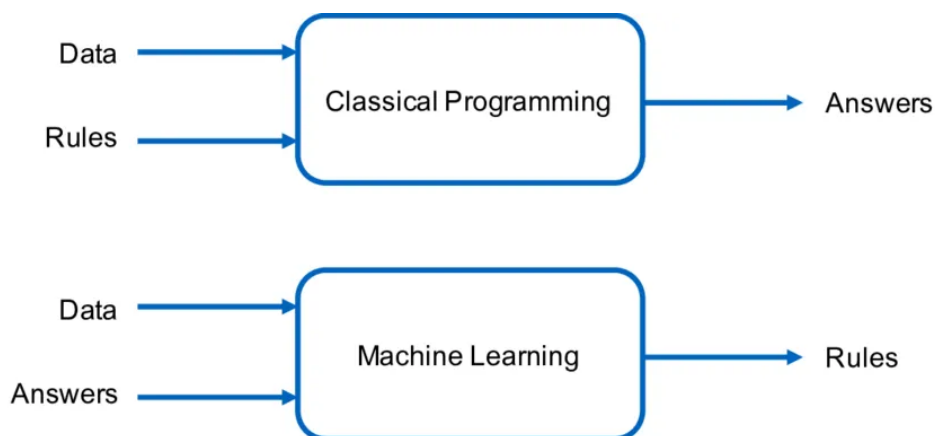 Data
Rules
Classical Programming
Answers
Data
Answers
Machine Learning
Rules